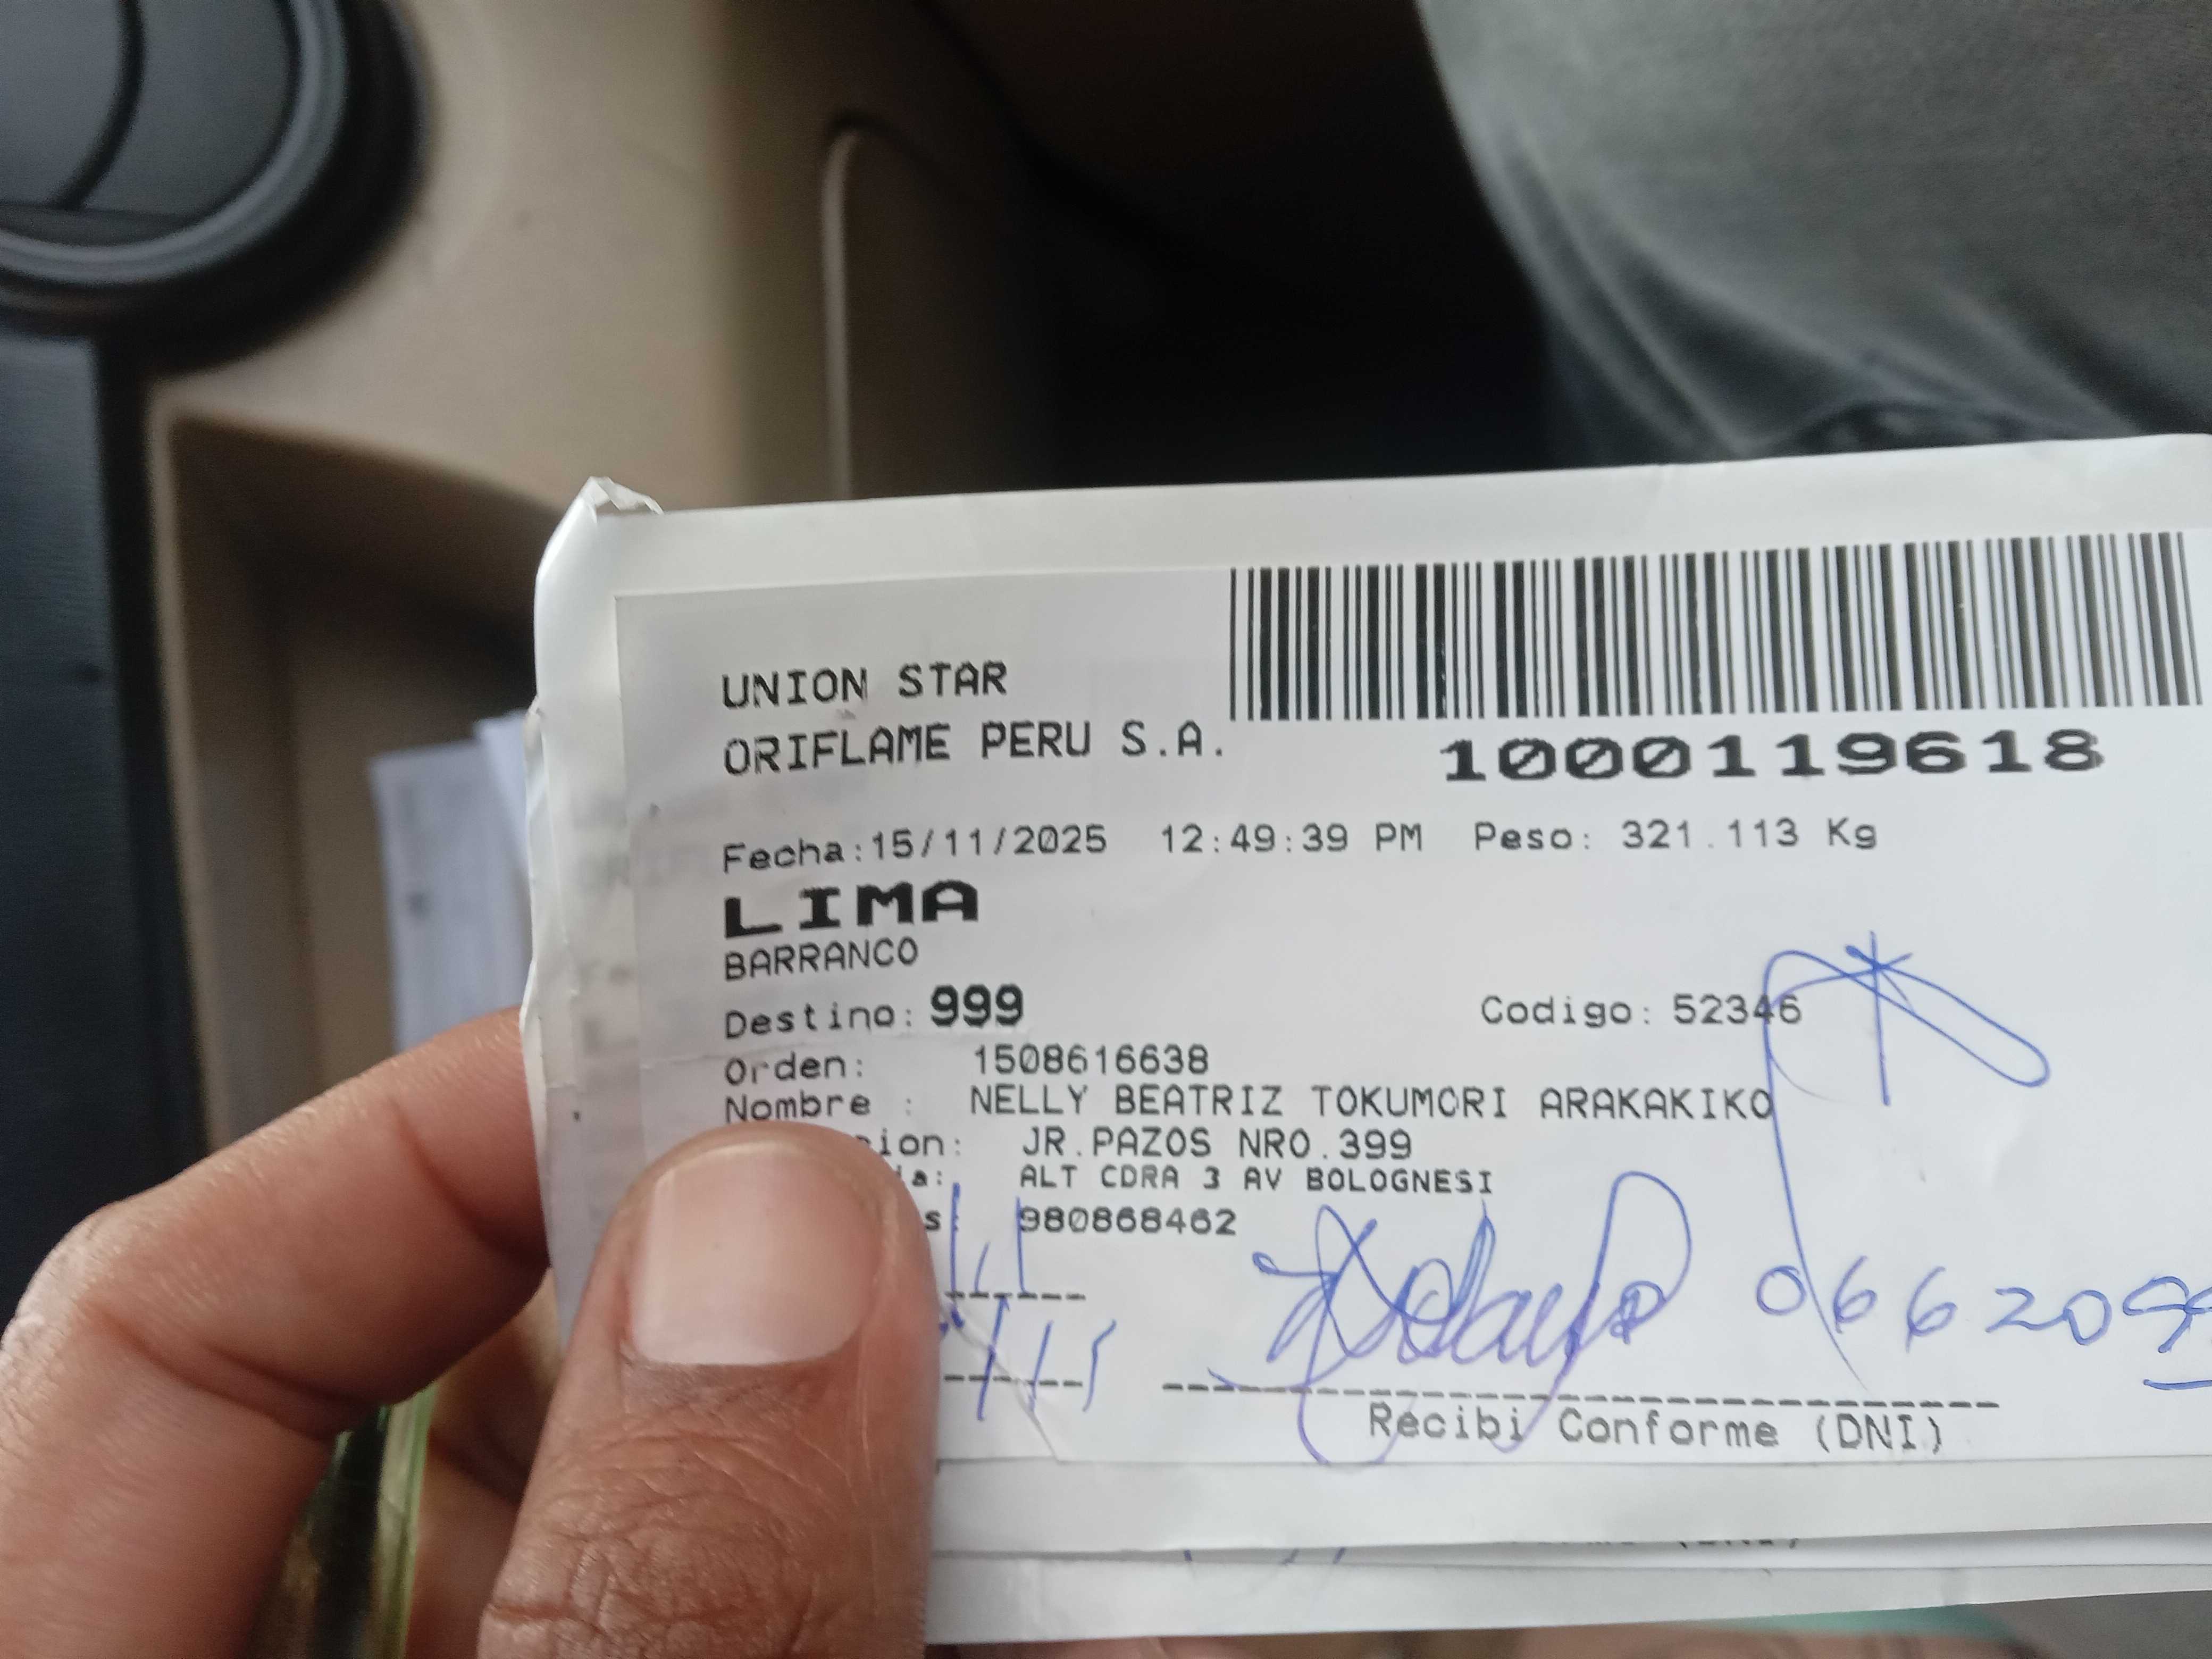 UNION STAR
ORIFLAME PERU S.A.
1000119618
Fecha:15/11/2025 12:49:39 PM Peso: 321.113 Kg
LIMA
BARRANCO
Destino: 999 Codigo: 52346
Orden: 1508616638
Nombre : NELLY BEATRIZ TOKUMORI ARAKAKIKO
ion: JR.PAZOS NRO.399
a: ALT CDRA 3 AV BOLOGNESI
s: 980868462
066209
Recibi Conforme (DNI)